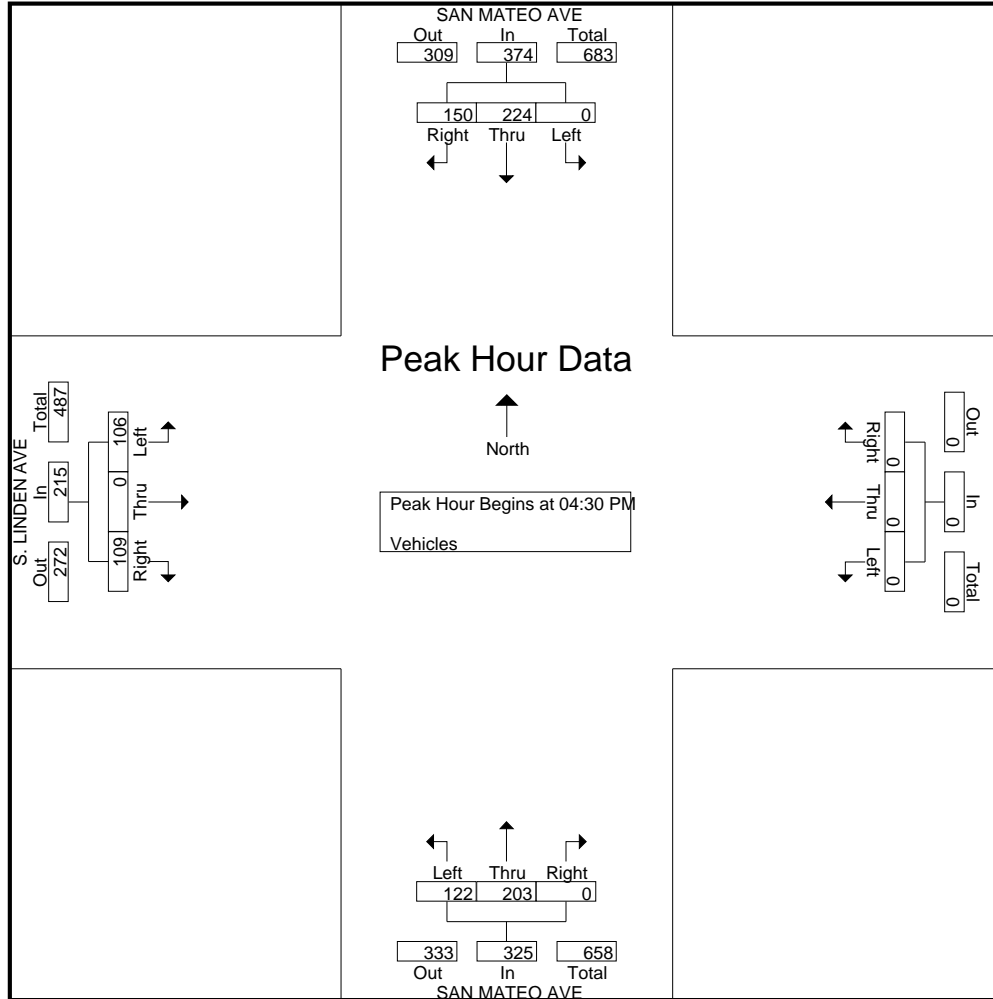 SAN MATEO AVE
Out In Total
309 374 683
150 224 0
Right Thru Left
Peak Hour Data
North
Peak Hour Begins at 04:30 PM
Vehicles
S. LINDEN AVE
Total In Out
487 215 272
106 0 109
Left Thru Right
Out In Total
0 0 0
Right Thru Left
0 0 0
Left Thru Right
122 203 0
333 325 658
Out In Total
SAN MATEO AVE